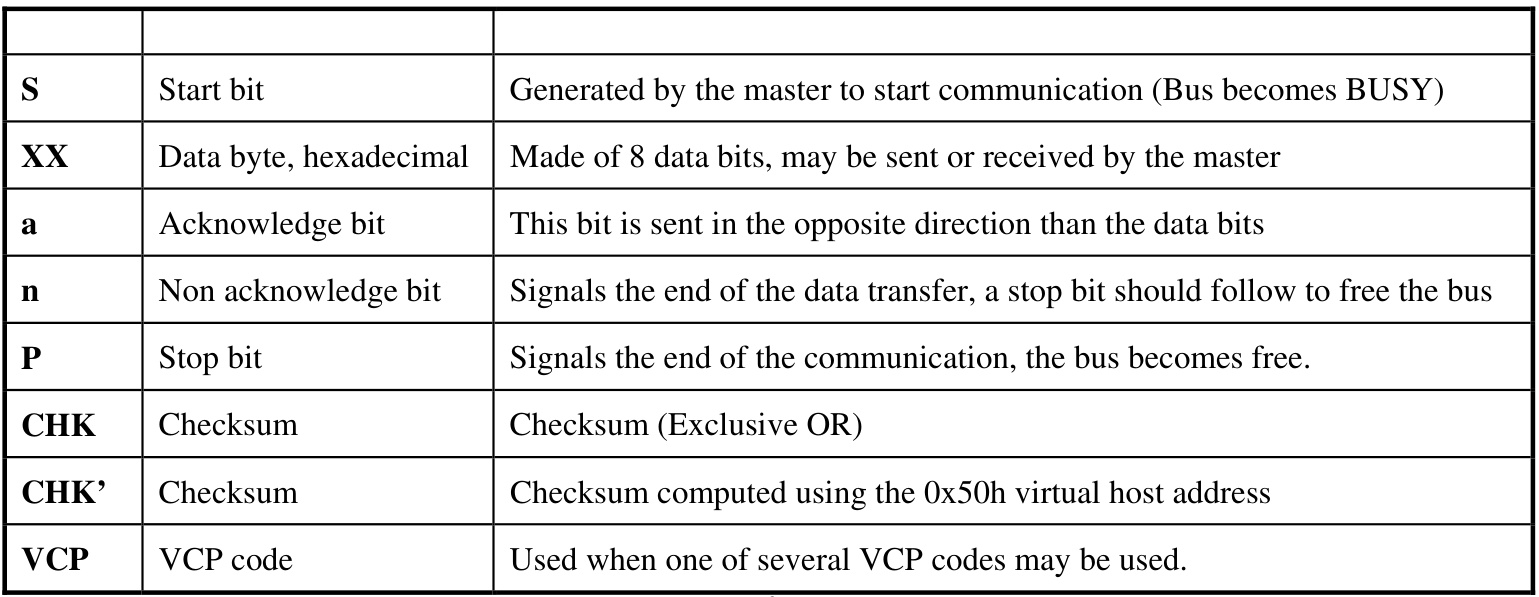 S Start bit Generated by the master to start communication (Bus becomes BUSY)
XX Data byte, hexadecimal Made of 8 data bits, may be sent or received by the master
a Acknowledge bit This bit is sent in the opposite direction than the data bits
n Non acknowledge bit Signals the end of the data transfer, a stop bit should follow to free the bus
P Stop bit Signals the end of the communication, the bus becomes free.
CHK Checksum Checksum (Exclusive OR)
CHK’ Checksum Checksum computed using the 0x50h virtual host address
VCP VCP code Used when one of several VCP codes may be used.